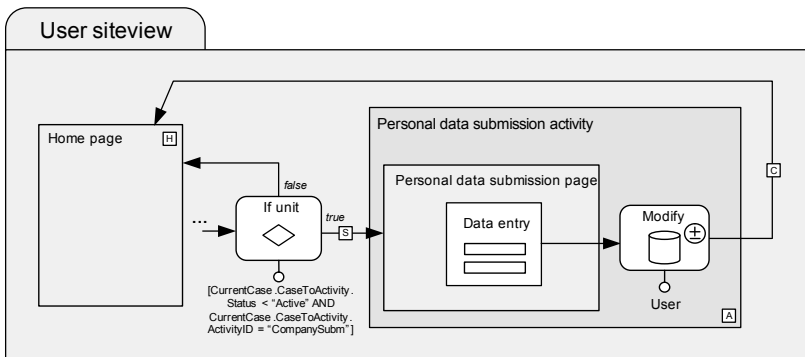 User siteview
Home page
H
...
false
If unit
true
S
[CurrentCase.CaseToActivity.
Status < “Active” AND
CurrentCase.CaseToActivity.
ActivityID = “CompanySubm”]
Personal data submission activity
Personal data submission page
Data entry
Modify
±
User
C
A